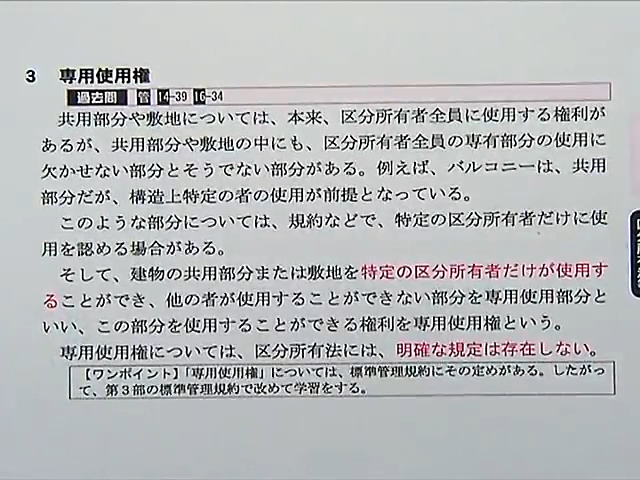 3 専用使用権
過去問 管 14-39 16-34
共用部分や敷地については、本来、区分所有者全員に使用する権利が
あるが、共用部分や敷地の中にも、区分所有者全員の専有部分の使用に
欠かせない部分とそうでない部分がある。例えば、バルコニーは、共用
部分だが、構造上特定の者の使用が前提となっている。
このような部分については、規約などで、特定の区分所有者だけに使
用を認める場合がある。
そして、建物の共用部分または敷地を特定の区分所有者だけが使用す
ることができ、他の者が使用することができない部分を専用使用部分と
いい、この部分を使用することができる権利を専用使用権という。
専用使用権については、区分所有法には、明確な規定は存在しない。
【ワンポイント】「専用使用権」については、標準管理規約にその定めがある。したがっ
て、第3部の標準管理規約で改めて学習をする。